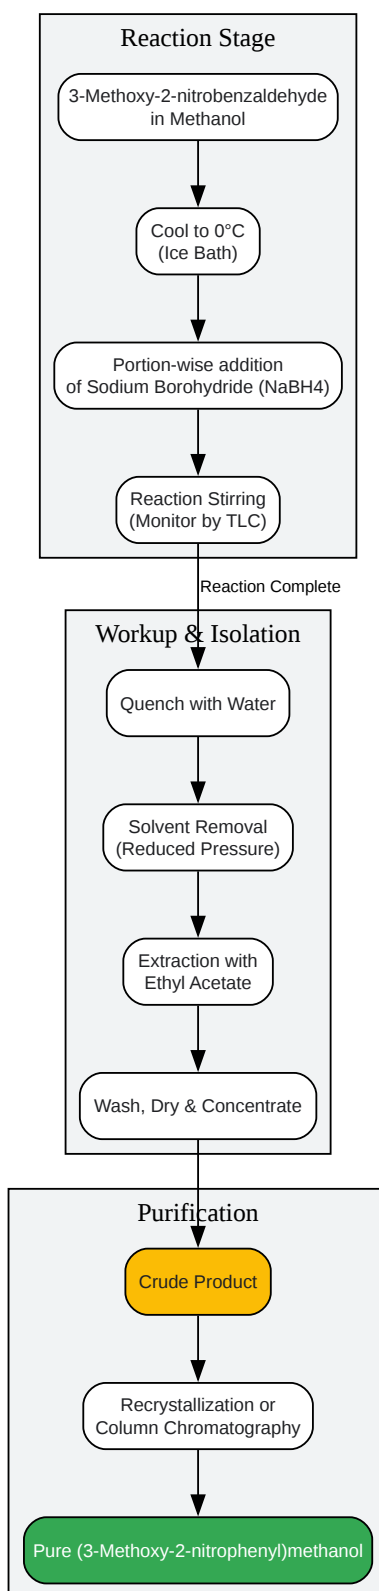 Reaction Stage
3-Methoxy-2-nitrobenzaldehyde
in Methanol
Cool to 0°C
(Ice Bath)
Portion-wise addition
of Sodium Borohydride (NaBH4)
Reaction Stirring
(Monitor by TLC)
Reaction Complete
Workup & Isolation
Quench with Water
Solvent Removal
(Reduced Pressure)
Extraction with
Ethyl Acetate
Wash, Dry & Concentrate
Purification
Crude Product
Recrystallization or
Column Chromatography
Pure (3-Methoxy-2-nitrophenyl)methanol